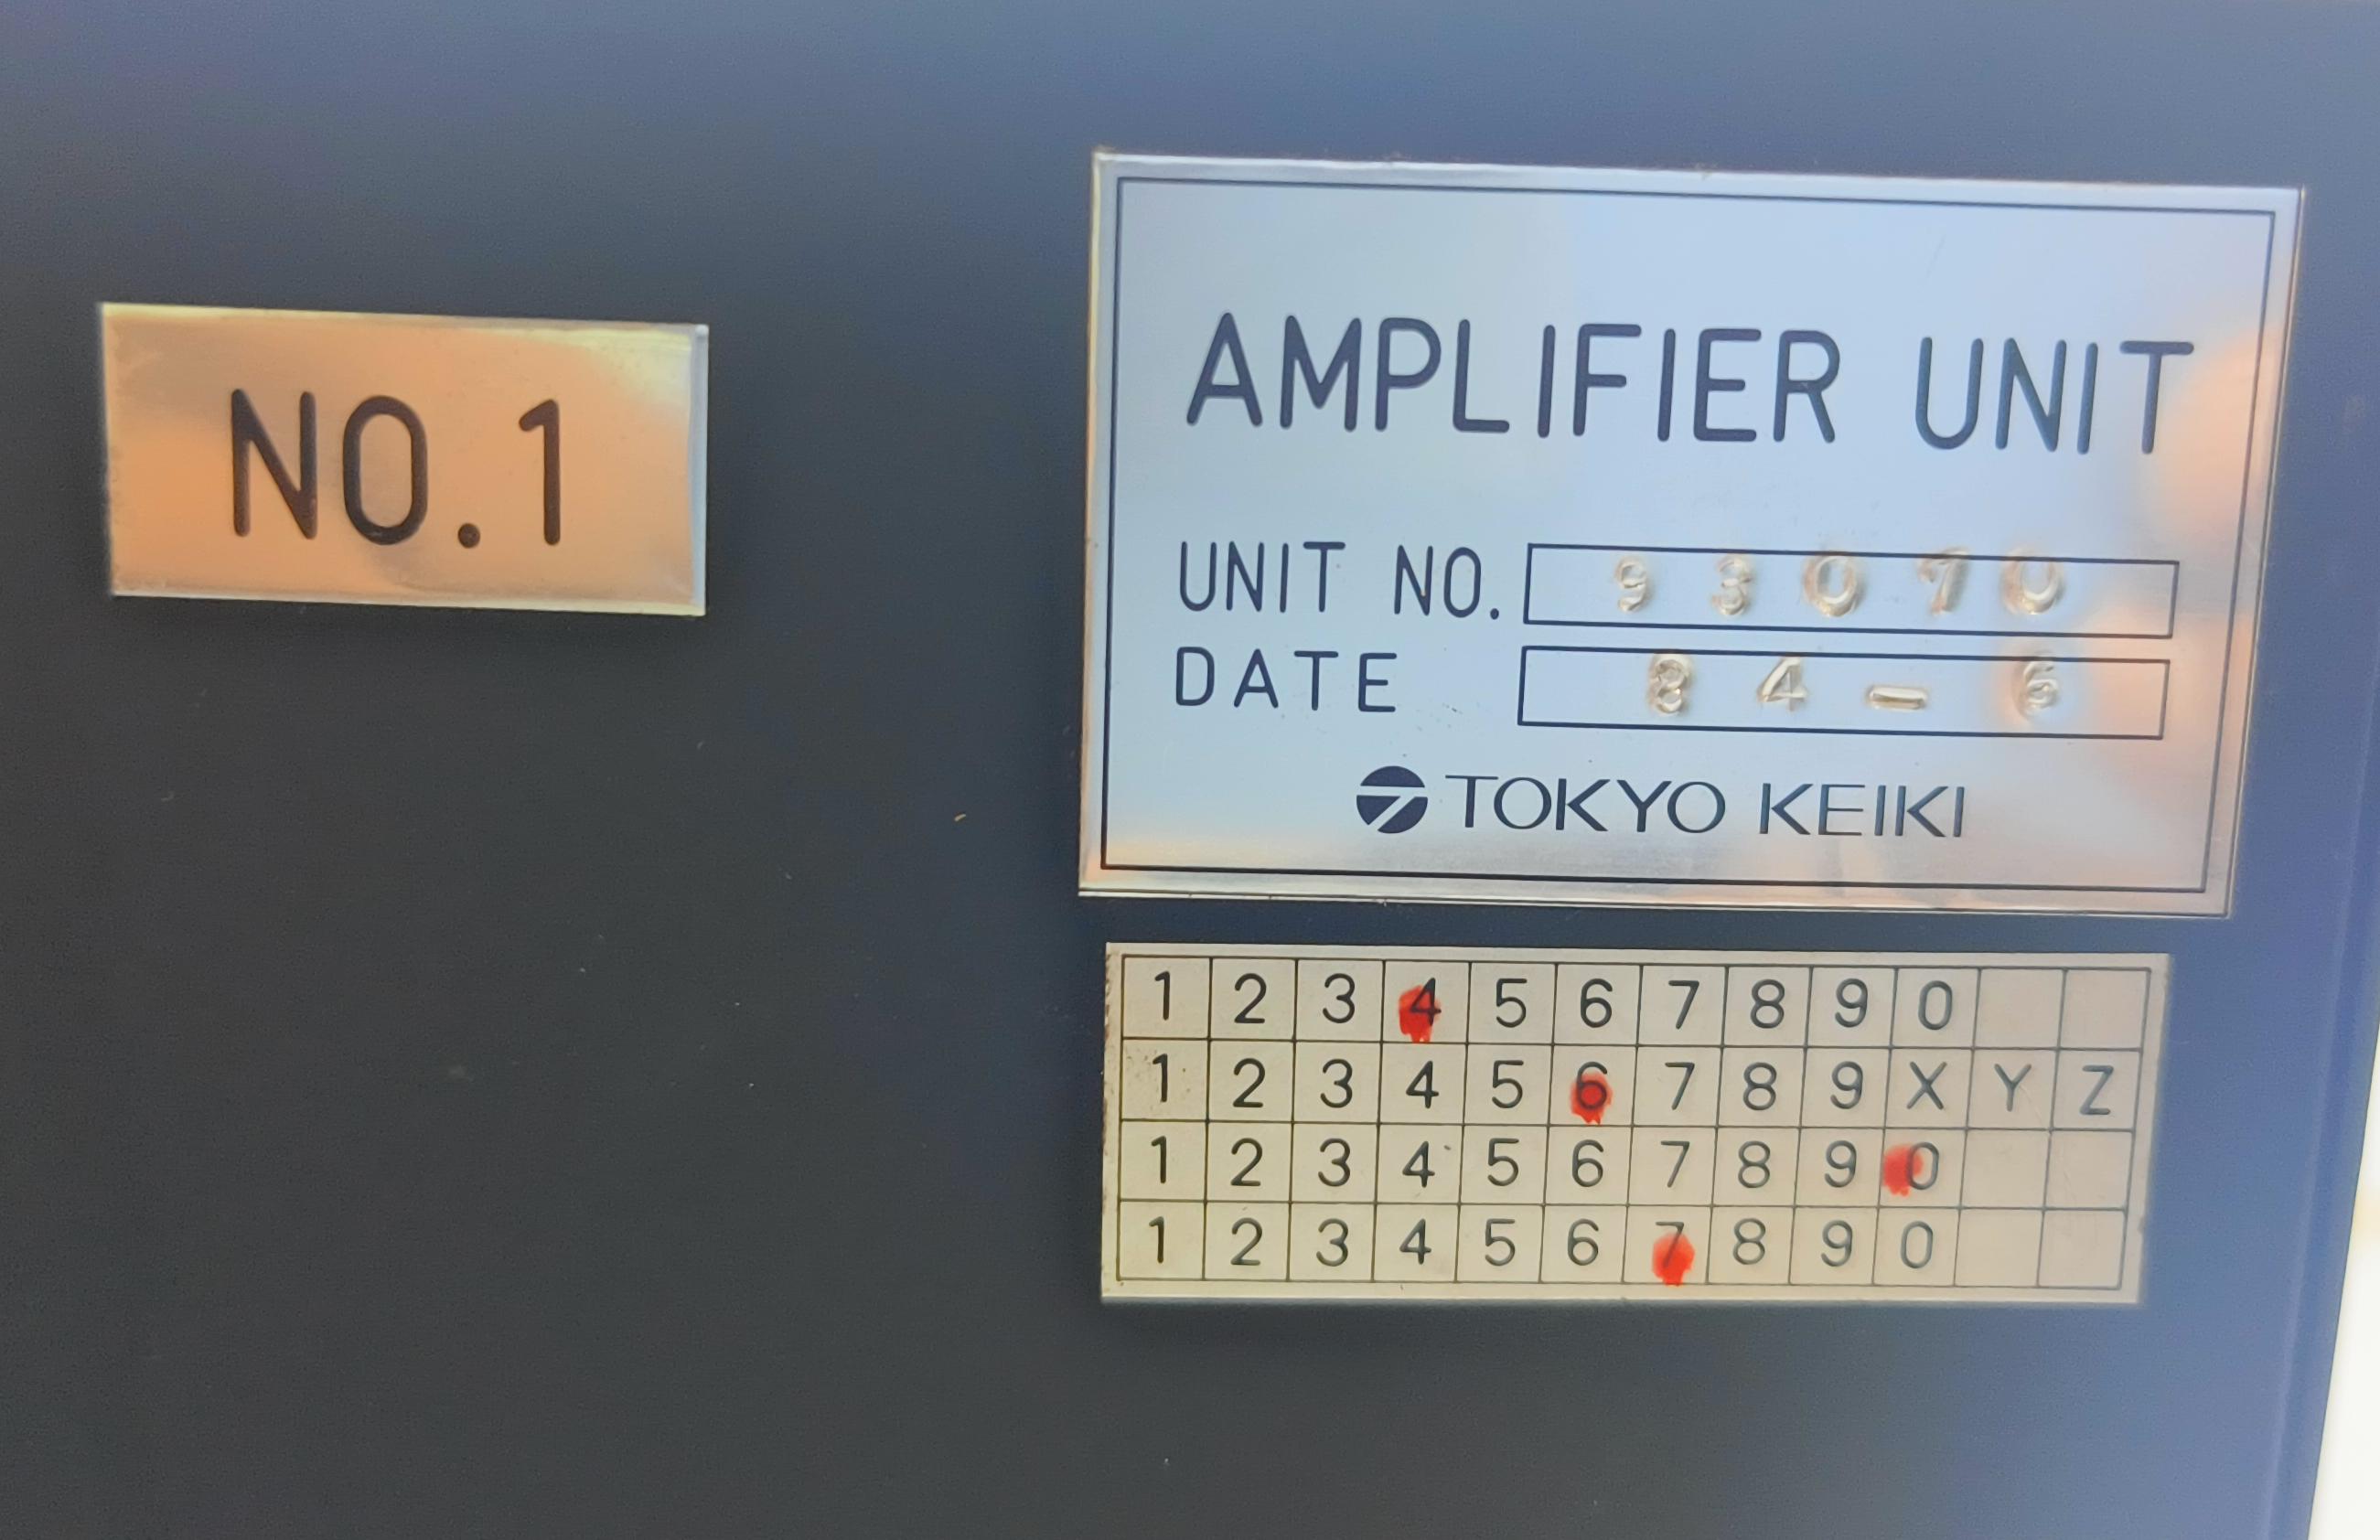 NO.1
AMPLIFIER UNIT
UNIT NO. 93070
DATE 84-6
TOKYO KEIKI
1 2 3 4 5 6 7 8 9 0
1 2 3 4 5 6 7 8 9 X Y Z
1 2 3 4 5 6 7 8 9 0
1 2 3 4 5 6 7 8 9 0